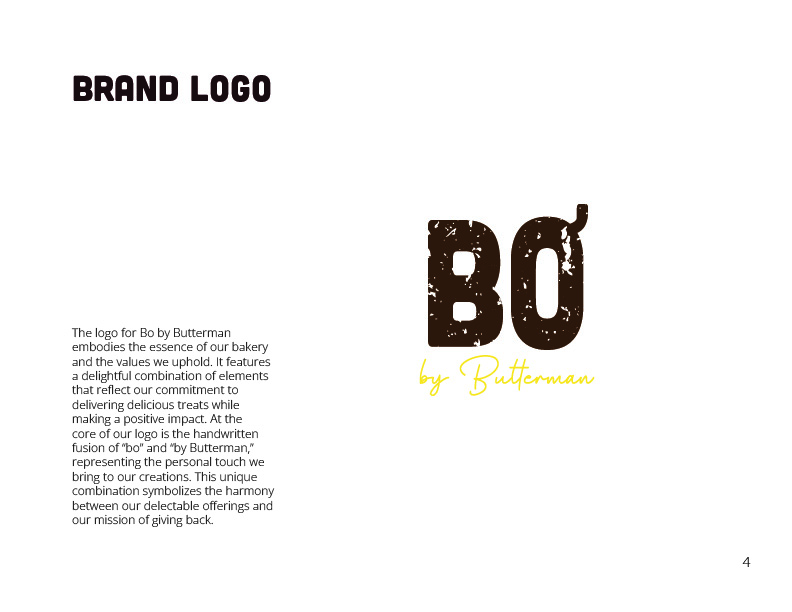 BRAND LOGO
BƠ
by Butterman
The logo for Bo by Butterman
embodies the essence of our bakery
and the values we uphold. It features
a delightful combination of elements
that reflect our commitment to
delivering delicious treats while
making a positive impact. At the
core of our logo is the handwritten
fusion of “bo” and “by Butterman,”
representing the personal touch we
bring to our creations. This unique
combination symbolizes the harmony
between our delectable offerings and
our mission of giving back.
4